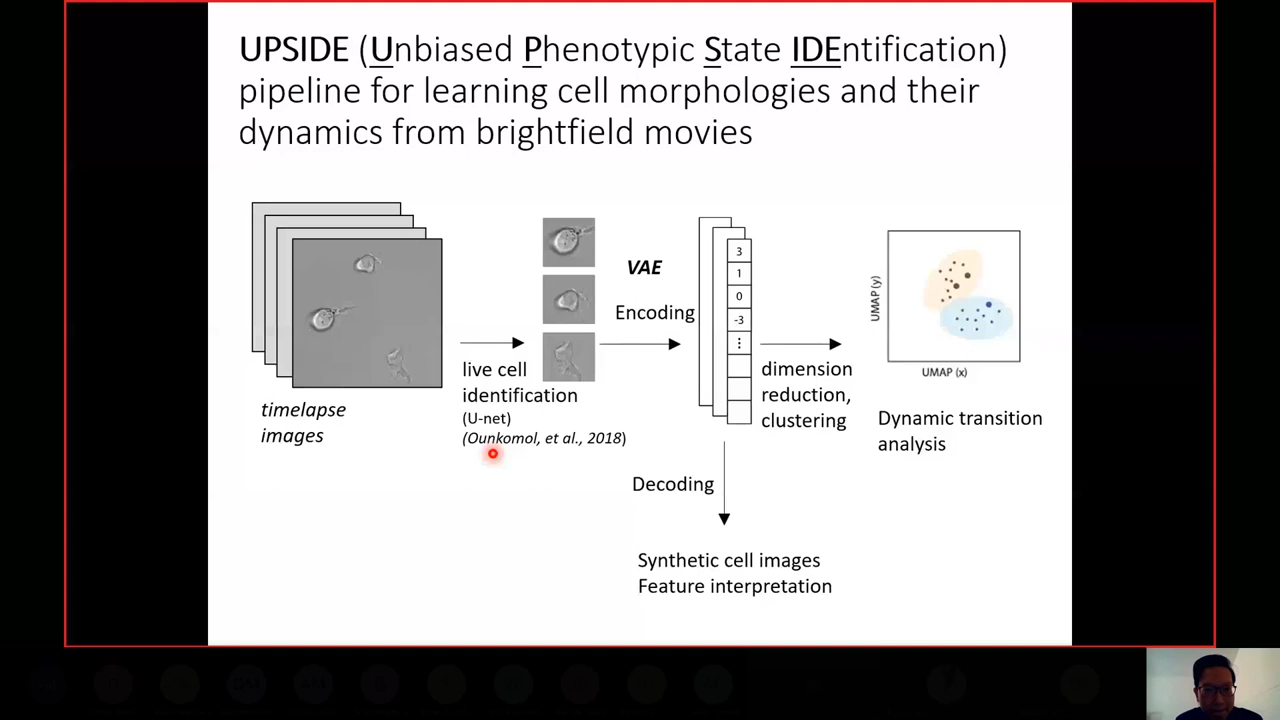 UPSIDE (Unbiased Phenotypic State IDEntification)
pipeline for learning cell morphologies and their
dynamics from brightfield movies
timelapse
images
live cell
identification
(U-net)
(Ounkomol, et al., 2018)
VAE
Encoding
3
1
0
-3
⋮
dimension
reduction,
clustering
UMAP (y)
UMAP (x)
Dynamic transition
analysis
Decoding
Synthetic cell images
Feature interpretation